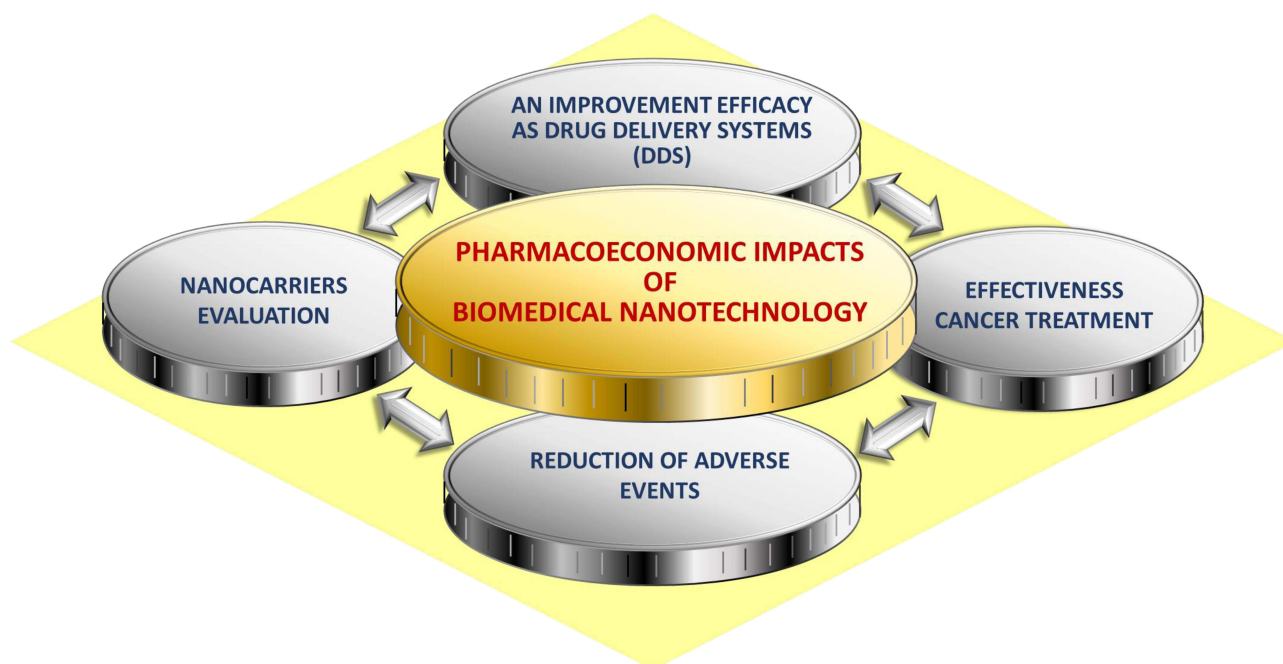 AN IMPROVEMENT EFFICACY
AS DRUG DELIVERY SYSTEMS
(DDS)
NANOCARRIERS
EVALUATION
PHARMACOECONOMIC IMPACTS
OF
BIOMEDICAL NANOTECHNOLOGY
EFFECTIVENESS
CANCER TREATMENT
REDUCTION OF ADVERSE
EVENTS